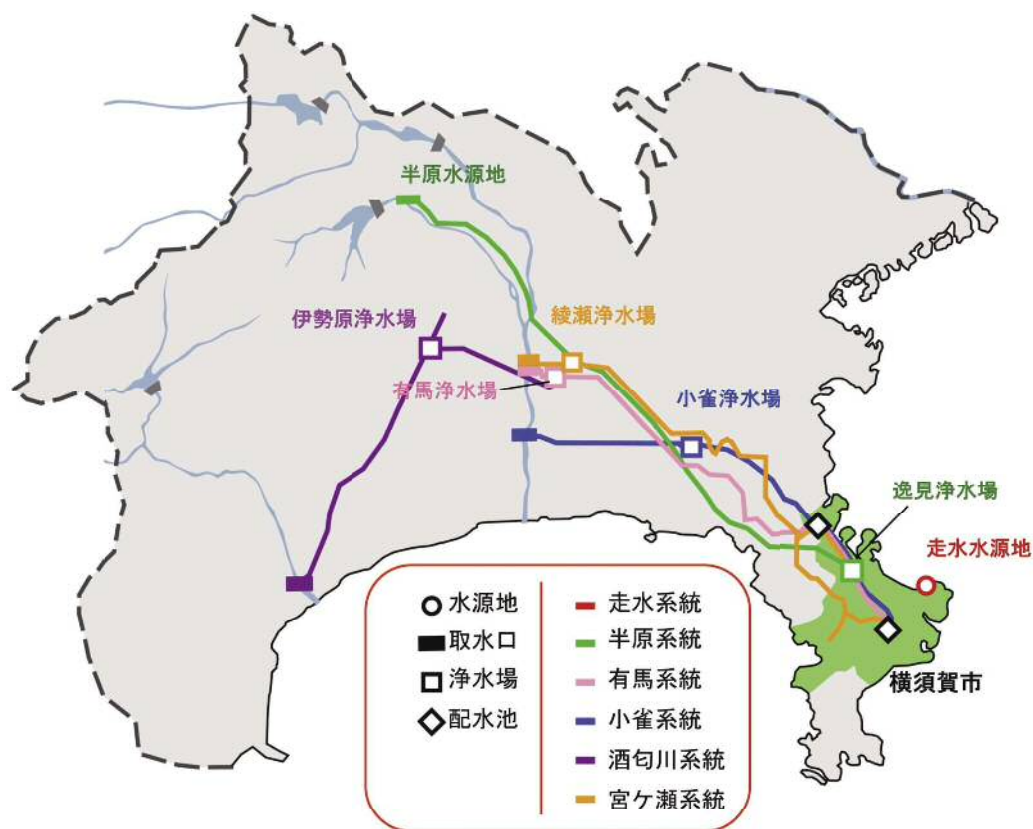 半原水源地
伊勢原浄水場
綾瀬浄水場
有馬浄水場
小雀浄水場
逸見浄水場
走水水源地
横須賀市
水源地
取水口
浄水場
配水池
走水系統
半原系統
有馬系統
小雀系統
酒匂川系統
宮ケ瀬系統